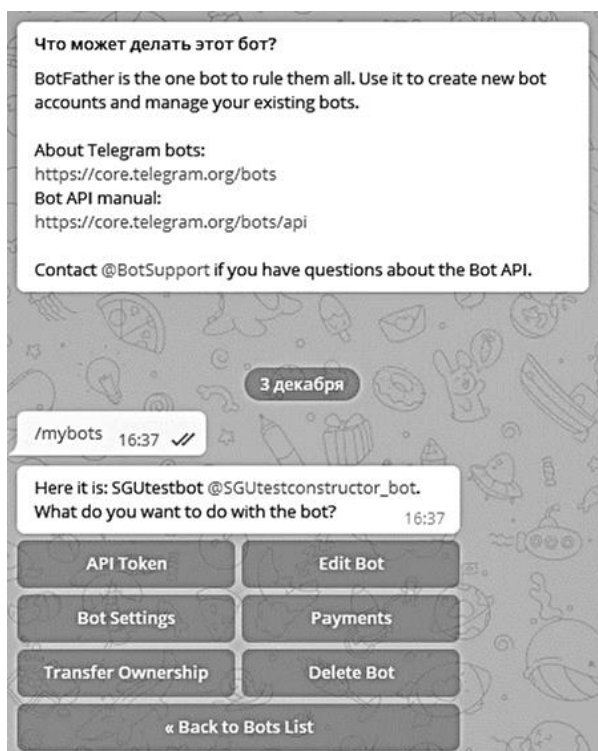 Что может делать этот бот?
BotFather is the one bot to rule them all. Use it to create new bot
accounts and manage your existing bots.
About Telegram bots:
https://core.telegram.org/bots
Bot API manual:
https://core.telegram.org/bots/api
Contact @BotSupport if you have questions about the Bot API.
3 декабря
/mybots 16:37
Here it is: SGUtestbot @SGUtestconstructor_bot.
What do you want to do with the bot? 16:37
API Token Edit Bot
Bot Settings Payments
Transfer Ownership Delete Bot
« Back to Bots List